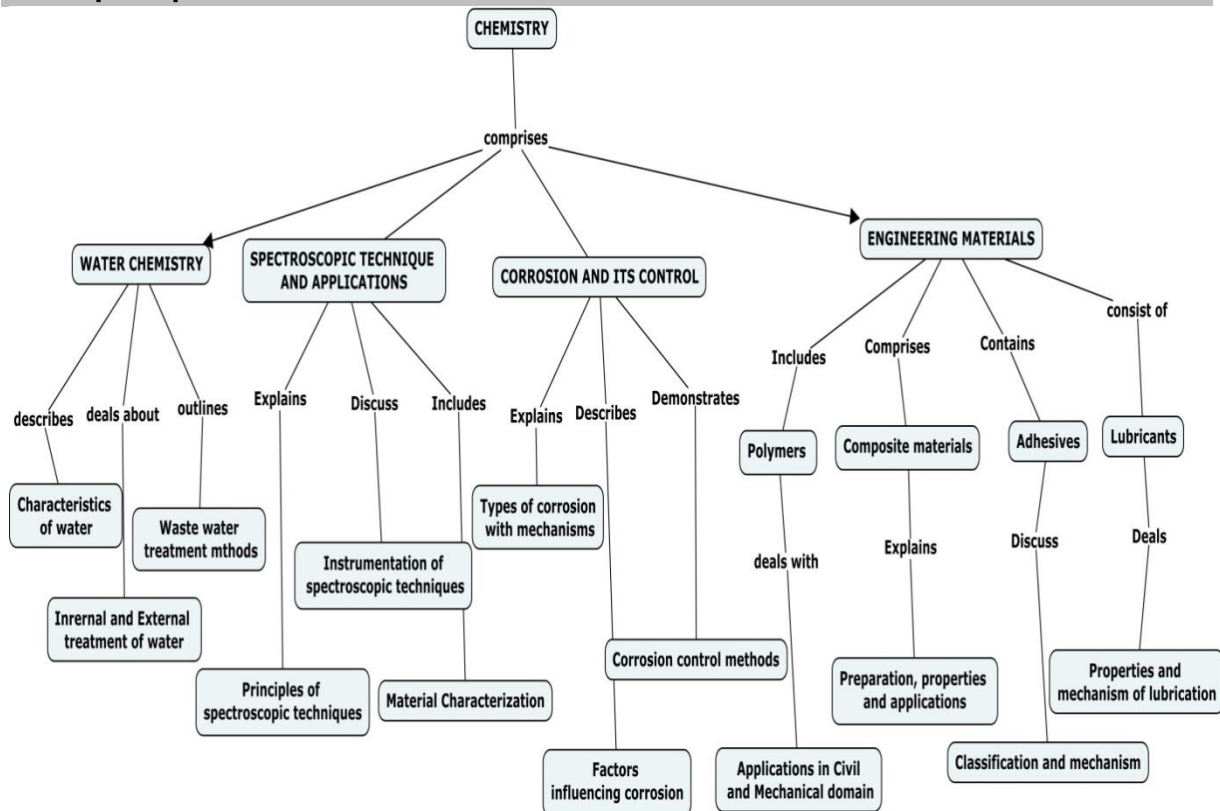 CHEMISTRY
comprises
WATER CHEMISTRY
SPECTROSCOPIC TECHNIQUE
AND APPLICATIONS
CORROSION AND ITS CONTROL
ENGINEERING MATERIALS
describes
deals about
outlines
Explains
Discuss
Includes
Explains
Describes
Demonstrates
Includes
Comprises
Contains
consist of
Characteristics
of water
Waste water
treatment mthods
Inrernal and External
treatment of water
Principles of
spectroscopic techniques
Instrumentation of
spectroscopic techniques
Material Characterization
Types of corrosion
with mechanisms
Factors
influencing corrosion
Corrosion control methods
Polymers
Composite materials
Adhesives
Lubricants
deals with
Explains
Discuss
Deals
Applications in Civil
and Mechanical domain
Preparation, properties
and applications
Classification and mechanism
Properties and
mechanism of lubrication